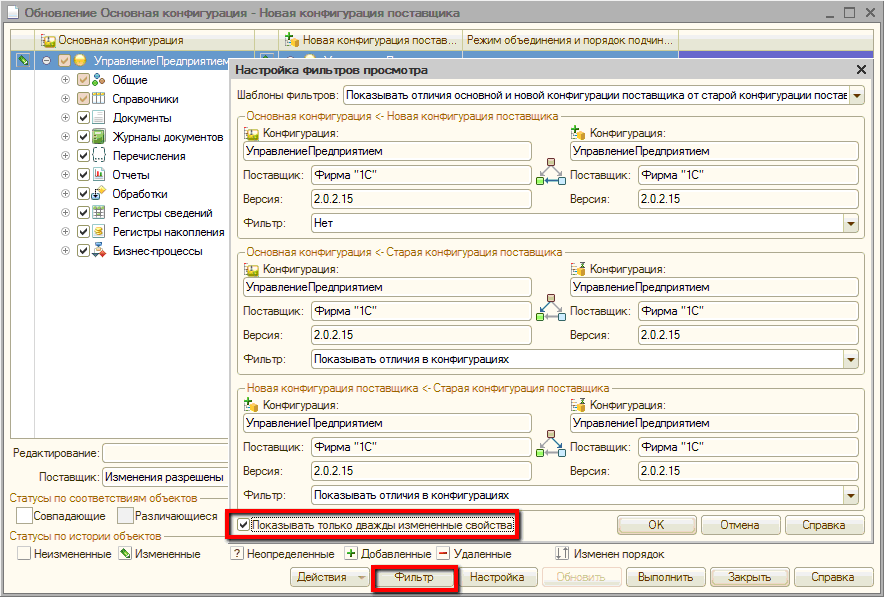 Обновление Основная конфигурация - Новая конфигурация поставщика
Основная конфигурация
Новая конфигурация постав...
Режим объединения и порядок подчин...
УправлениеПредприятием
Общие
Справочники
Документы
Журналы документов
Перечисления
Отчеты
Обработки
Регистры сведений
Регистры накопления
Бизнес-процессы
Редактирование:
Поставщик: Изменения разрешены
Статусы по соответствиям объектов
Совпадающие Различающиеся
Статусы по истории объектов
Неизмененные Измененные ? Неопределенные Добавленные Удаленные Изменен порядок
Действия Фильтр Настройка Обновить Выполнить Закрыть Справка
Настройка фильтров просмотра
Шаблоны фильтров: Показывать отличия основной и новой конфигурации поставщика от старой конфигурации постав
Основная конфигурация <- Новая конфигурация поставщика
Конфигурация: Конфигурация:
УправлениеПредприятием УправлениеПредприятием
Поставщик: Фирма "1С" Поставщик: Фирма "1С"
Версия: 2.0.2.15 Версия: 2.0.2.15
Фильтр: Нет
Основная конфигурация <- Старая конфигурация поставщика
Конфигурация: Конфигурация:
УправлениеПредприятием УправлениеПредприятием
Поставщик: Фирма "1С" Поставщик: Фирма "1С"
Версия: 2.0.2.15 Версия: 2.0.2.15
Фильтр: Показывать отличия в конфигурациях
Новая конфигурация поставщика <- Старая конфигурация поставщика
Конфигурация: Конфигурация:
УправлениеПредприятием УправлениеПредприятием
Поставщик: Фирма "1С" Поставщик: Фирма "1С"
Версия: 2.0.2.15 Версия: 2.0.2.15
Фильтр: Показывать отличия в конфигурациях
Показывать только дважды измененные свойства
OK Отмена Справка